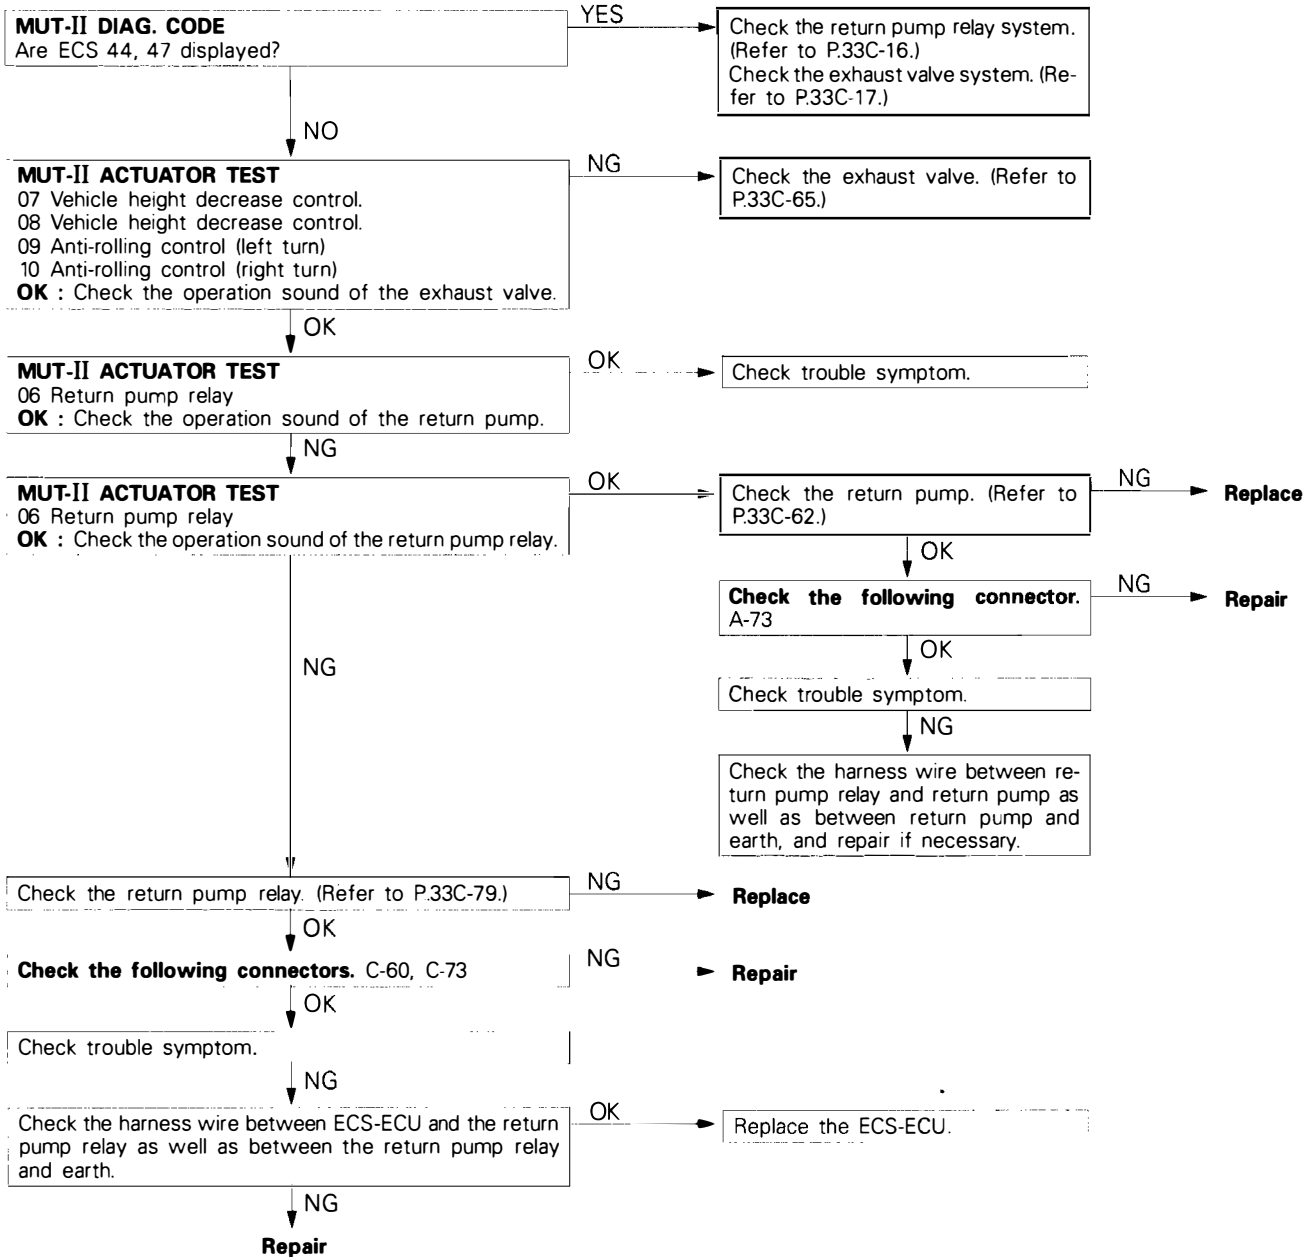 MUT-II DIAG. CODE
Are ECS 44, 47 displayed?
YES
Check the return pump relay system.
(Refer to P.33C-16.)
Check the exhaust valve system. (Re-
fer to P.33C-17.)
NO
MUT-II ACTUATOR TEST
07 Vehicle height decrease control.
08 Vehicle height decrease control.
09 Anti-rolling control (left turn)
10 Anti-rolling control (right turn)
OK : Check the operation sound of the exhaust valve.
NG
Check the exhaust valve. (Refer to
P.33C-65.)
OK
MUT-II ACTUATOR TEST
06 Return pump relay
OK : Check the operation sound of the return pump.
OK
Check trouble symptom.
NG
MUT-II ACTUATOR TEST
06 Return pump relay
OK : Check the operation sound of the return pump relay.
OK
Check the return pump. (Refer to
P.33C-62.)
NG
Replace
OK
Check the following connector.
A-73
NG
Repair
OK
Check trouble symptom.
NG
Check the harness wire between re-
turn pump relay and return pump as
well as between return pump and
earth, and repair if necessary.
NG
Check the return pump relay. (Refer to P.33C-79.)
NG
Replace
OK
Check the following connectors. C-60, C-73
NG
Repair
OK
Check trouble symptom.
NG
Check the harness wire between ECS-ECU and the return
pump relay as well as between the return pump relay
and earth.
OK
Replace the ECS-ECU.
NG
Repair